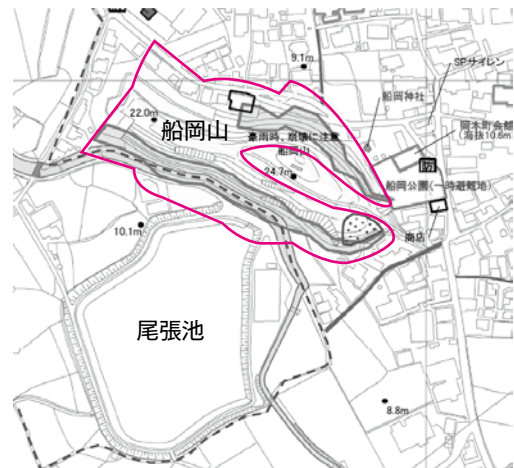 9.1m
SPサイレン
船岡神社
22.0m
船岡山
豪雨時、崩壊に注意
船岡山
岡本町会館
(海抜10.6m)
防
24.7m
船岡公園(一時避難地)
10.1m
商店
尾張池
8.8m